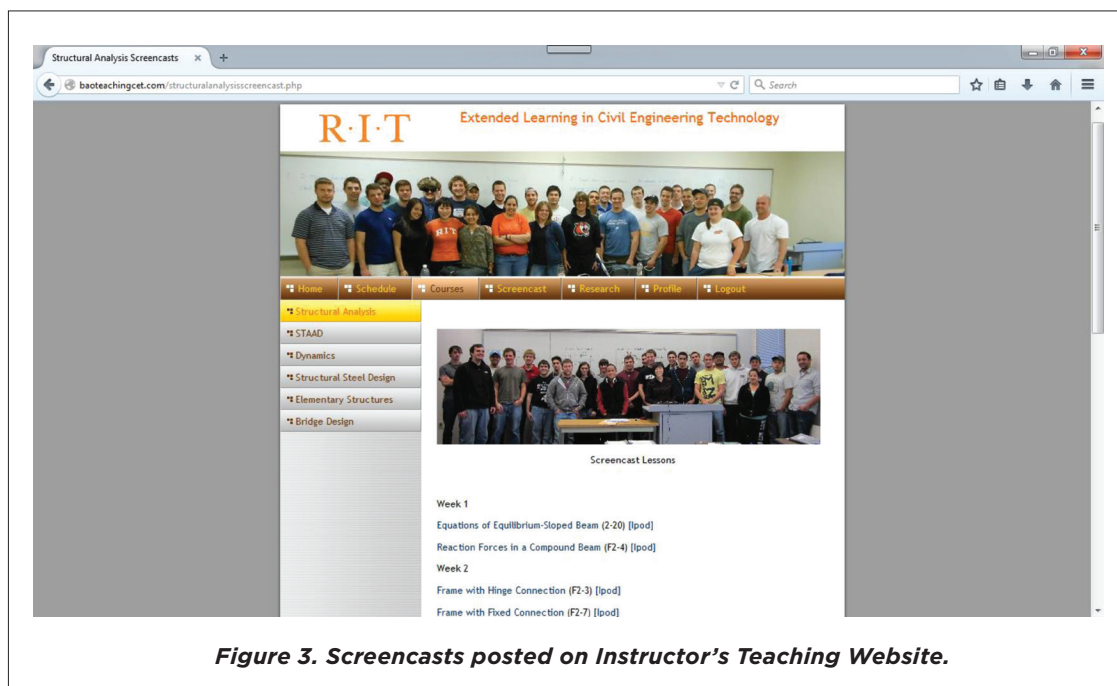 Structural Analysis Screencasts × +
baoteachingcet.com/structuralanalysisscreencast.php Search
R·I·T Extended Learning in Civil Engineering Technology
Home Schedule Courses Screencast Research Profile Logout
Structural Analysis
STAAD
Dynamics
Structural Steel Design
Elementary Structures
Bridge Design
Screencast Lessons
Week 1
Equations of Equilibrium-Sloped Beam (2-20) [Ipod]
Reaction Forces in a Compound Beam (F2-4) [Ipod]
Week 2
Frame with Hinge Connection (F2-3) [Ipod]
Frame with Fixed Connection (F2-7) [Ipod]
Figure 3. Screencasts posted on Instructor's Teaching Website.